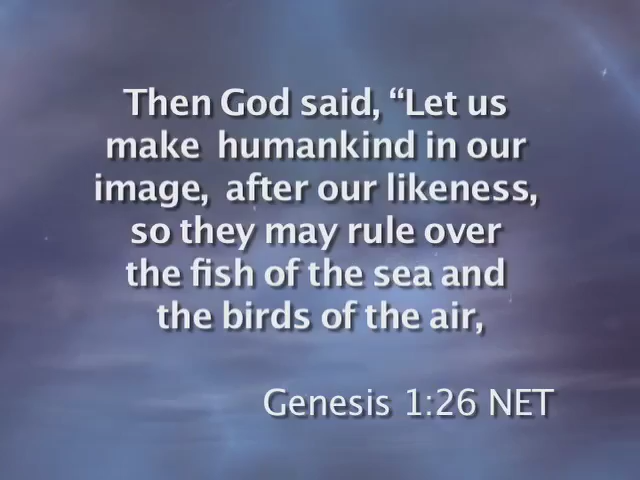 Then God said, “Let us
make humankind in our
image, after our likeness,
so they may rule over
the fish of the sea and
the birds of the air,
Genesis 1:26 NET